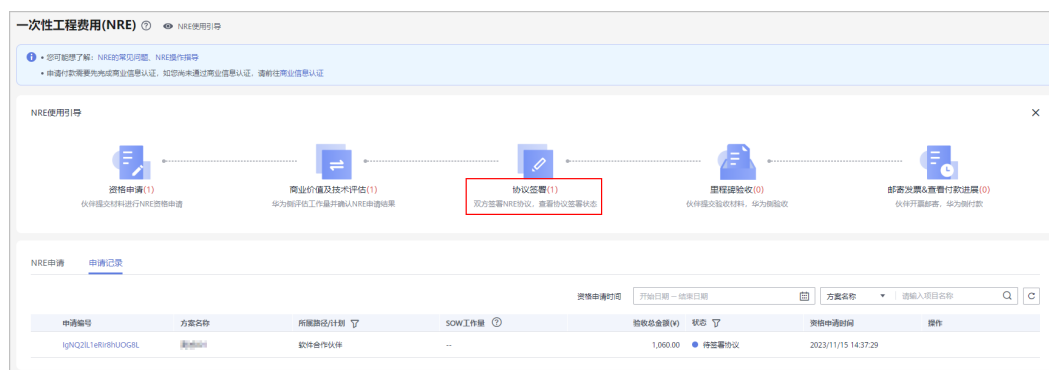 一次性工程费用(NRE) ? NRE使用引导
• 您可能想了解：NRE的常见问题、NRE操作指导
• 申请付款需要先完成商业信息认证，如您尚未通过商业信息认证，请前往商业信息认证
NRE使用引导
资格申请(1) 商业价值及技术评估(1) 协议签署(1) 里程碑验收(0) 邮寄发票&查看付款进展(0)
伙伴提交材料进行NRE资格申请 华为侧评估工作量并确认NRE申请结果 双方签署NRE协议，查看协议签署状态 伙伴提交验收材料，华为侧验收 伙伴开票邮寄，华为侧付款
NRE申请 申请记录
资格申请时间 开始日期 – 结束日期 方案名称 请输入项目名称
申请编号 方案名称 所属路径/计划 SOW工作量 ? 验收总金额(¥) 状态 资格申请时间 操作
IgNQ2IL1eRir8hUOG8L 软件合作伙伴 -- 1,060.00 待签署协议 2023/11/15 14:37:29